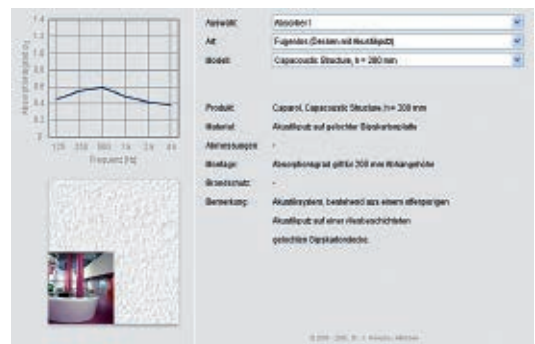 1.4
1.2
1.0
0.8
0.6
0.4
0.2
0
125 250 500 1k 2k 4k
Frequenz [Hz]
Absorptionsgrad α
Auswahl: Absorber I
Art: Fugenlos (Decken mit Akustikputz)
Modell: Capacoustic Structure, h = 200 mm
Produkt: Caparol, Capacoustic Structure, h = 200 mm
Material: Akustikputz auf gelochter Gipskartonplatte
Abmessungen: -
Montage: Absorptionsgrad gilt für 200 mm Abhängehöhe
Brandschutz: -
Bemerkung: Akustiksystem, bestehend aus einem offenporigen
Akustikputz auf einer vliesbeschichteten
gelochten Gipskartondecke.